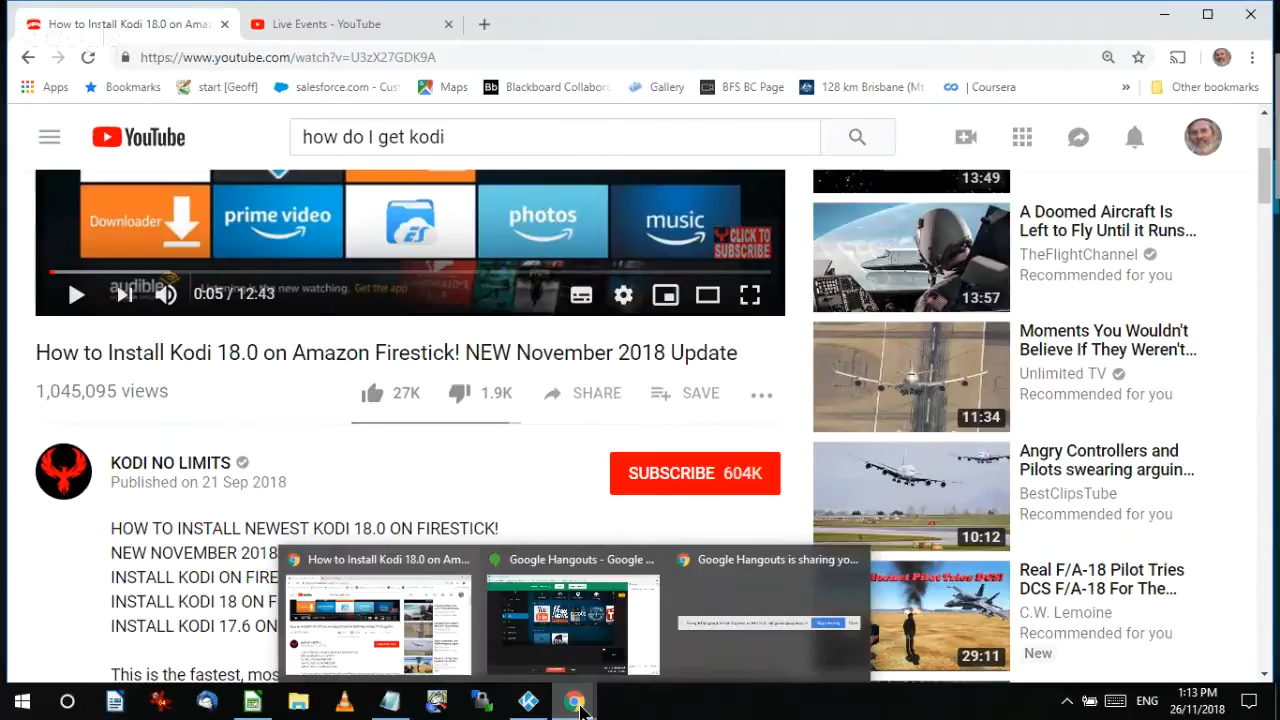 How to Install Kodi 18.0 on Ama:
Live Events - YouTube
https://www.youtube.com/watch?v=U3zX27GDK9A
Apps
Bookmarks
start [Geoff]
salesforce.com - Cus
Maps
Bb
Blackboard Collabora
Gallery
BFS BC Page
128 km Brisbane (Mt
| Coursera
»
Other bookmarks
YouTube
how do I get kodi
Downloader
prime video
photos
music
CLICK TO
SUBSCRIBE
audible
Listening is the new watching. Get the app
0:05 / 12:43
How to Install Kodi 18.0 on Amazon Firestick! NEW November 2018 Update
1,045,095 views
27K
1.9K
SHARE
SAVE
KODI NO LIMITS
Published on 21 Sep 2018
SUBSCRIBE 604K
HOW TO INSTALL NEWEST KODI 18.0 ON FIRESTICK!
NEW NOVEMBER 2018
INSTALL KODI ON FIRE
INSTALL KODI 18 ON F
INSTALL KODI 17.6 ON
This is the fastest, mos
13:49
A Doomed Aircraft Is
Left to Fly Until it Runs...
TheFlightChannel
Recommended for you
13:57
Moments You Wouldn't
Believe If They Weren't...
Unlimited TV
Recommended for you
11:34
Angry Controllers and
Pilots swearing arguin...
BestClipsTube
Recommended for you
10:12
Real F/A-18 Pilot Tries
DCS F/A-18 For The...
C.W. Lemoine
Recommended for you
New
29:11
How to Install Kodi 18.0 on Am...
Google Hangouts - Google ...
Google Hangouts is sharing yo...
ENG
1:13 PM
26/11/2018